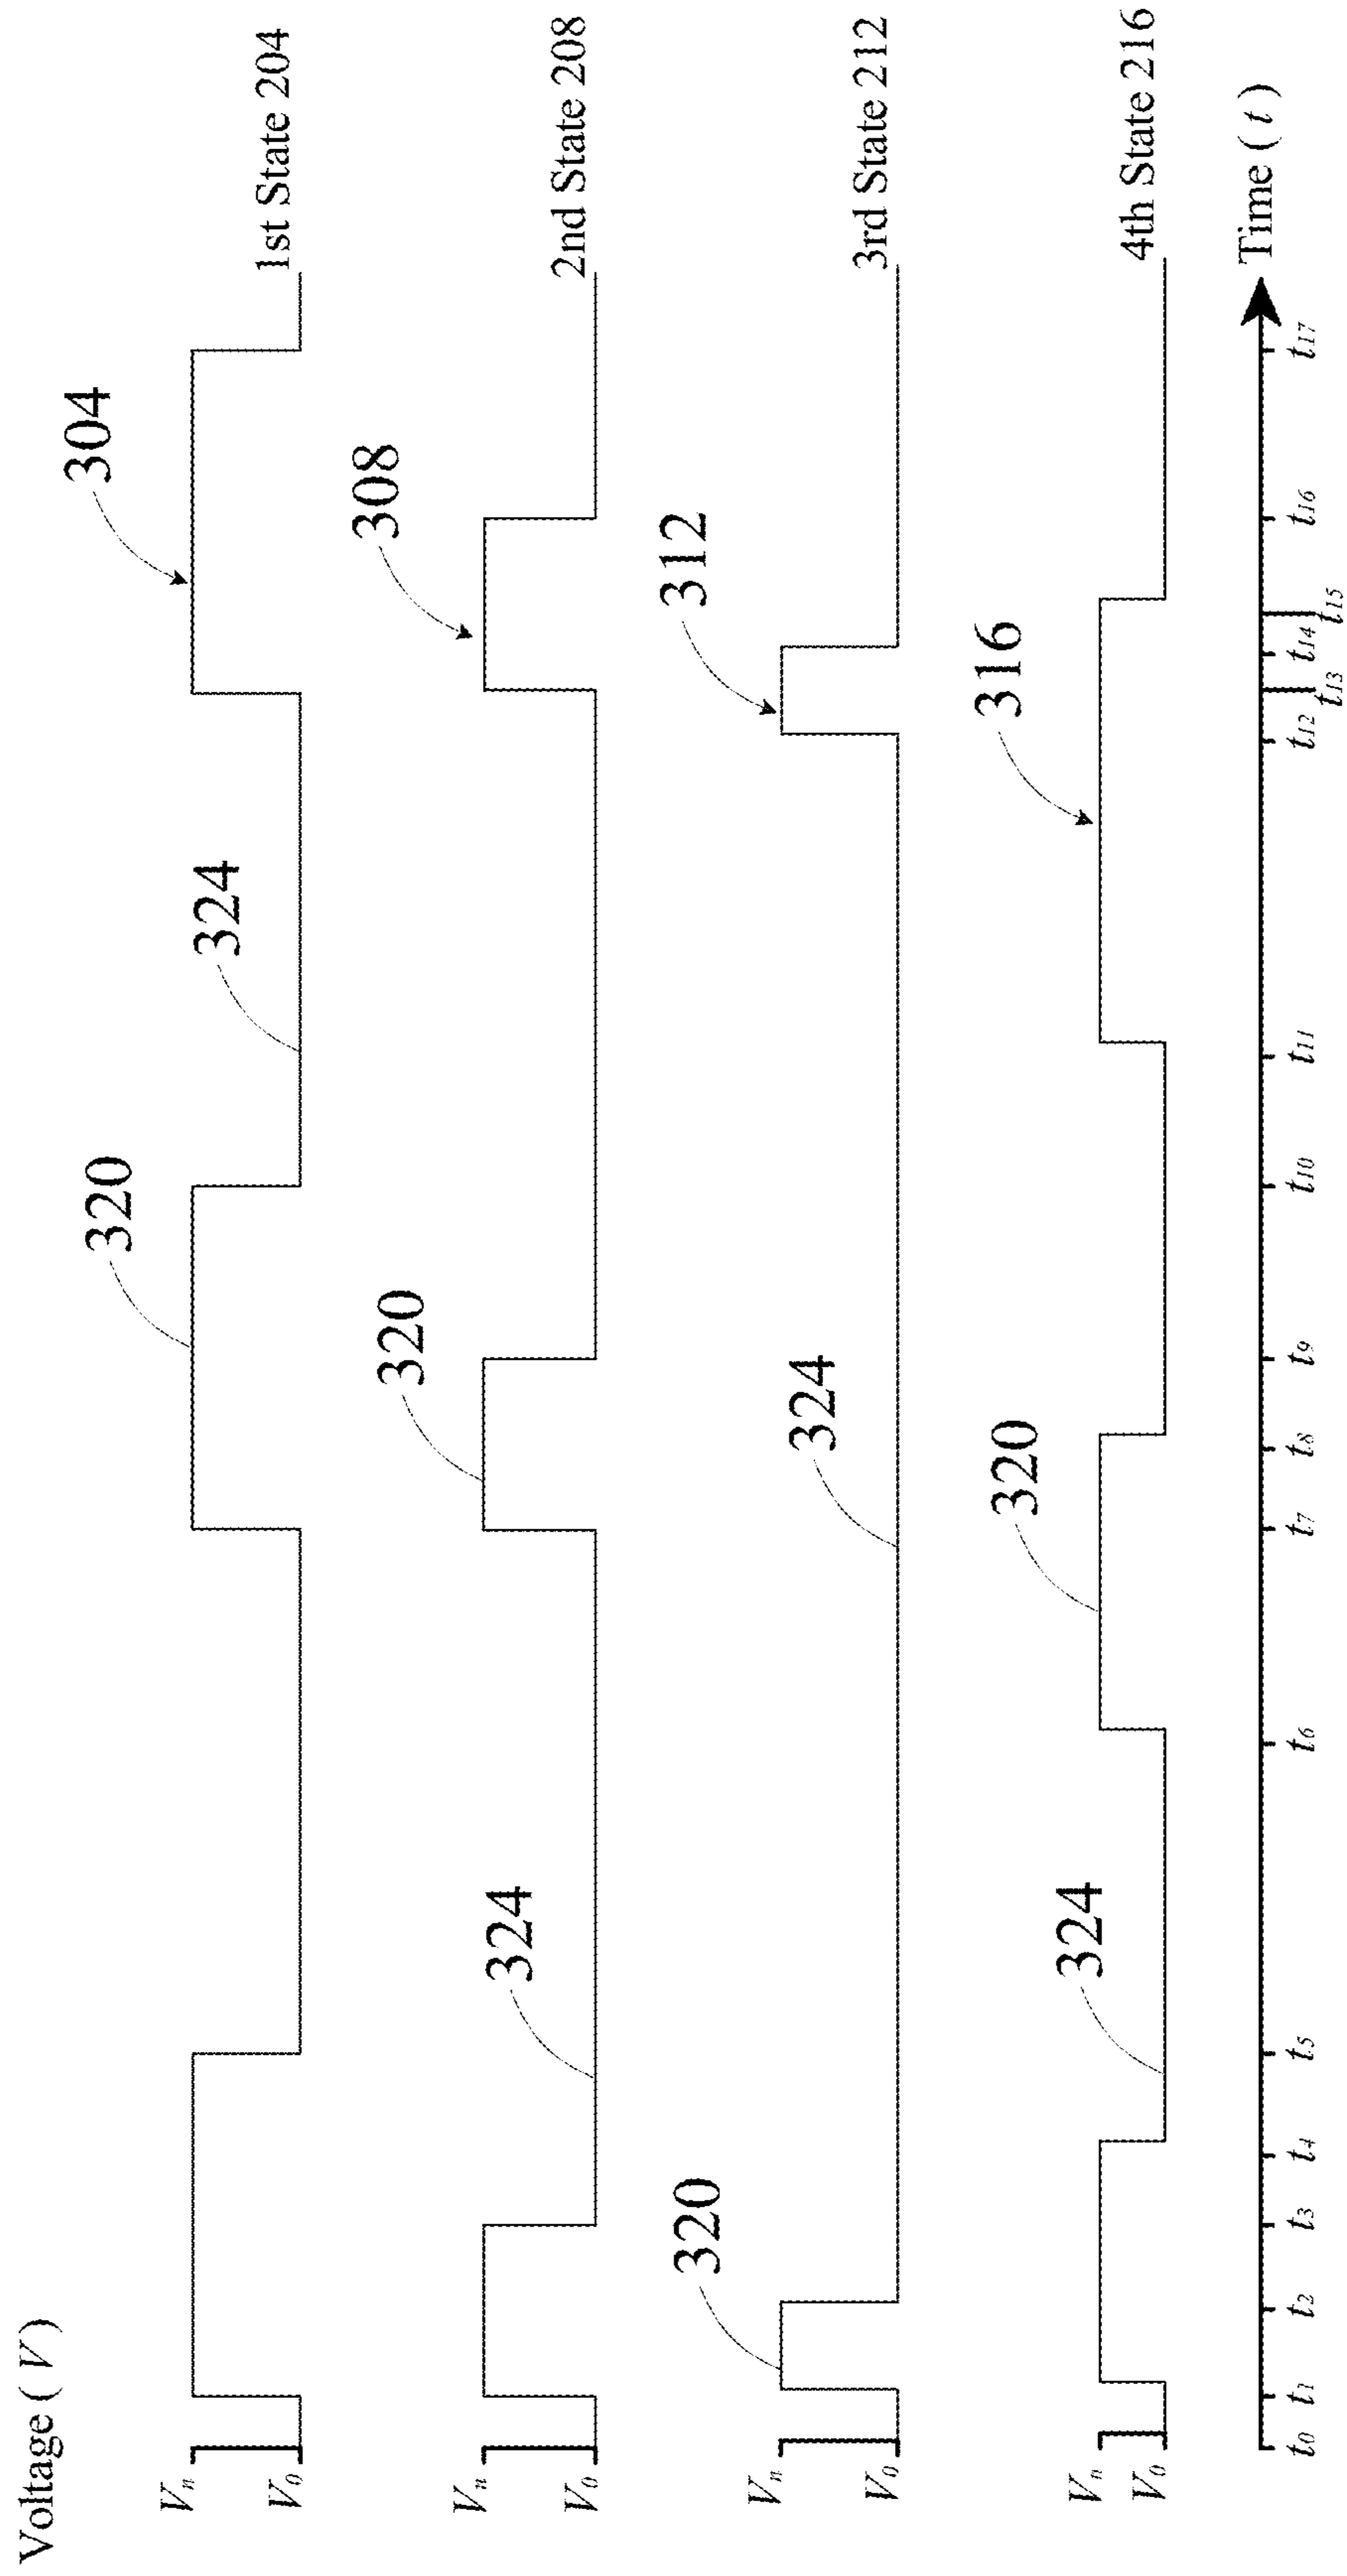 Voltage ( V )
304
320
324
Vn
V0
1st State 204
308
320
324
Vn
V0
2nd State 208
312
320
324
Vn
V0
3rd State 212
316
320
324
Vn
V0
4th State 216
t0 t1 t2 t3 t4 t5 t6 t7 t8 t9 t10 t11 t12 t13 t14 t15 t16 t17
Time ( t )